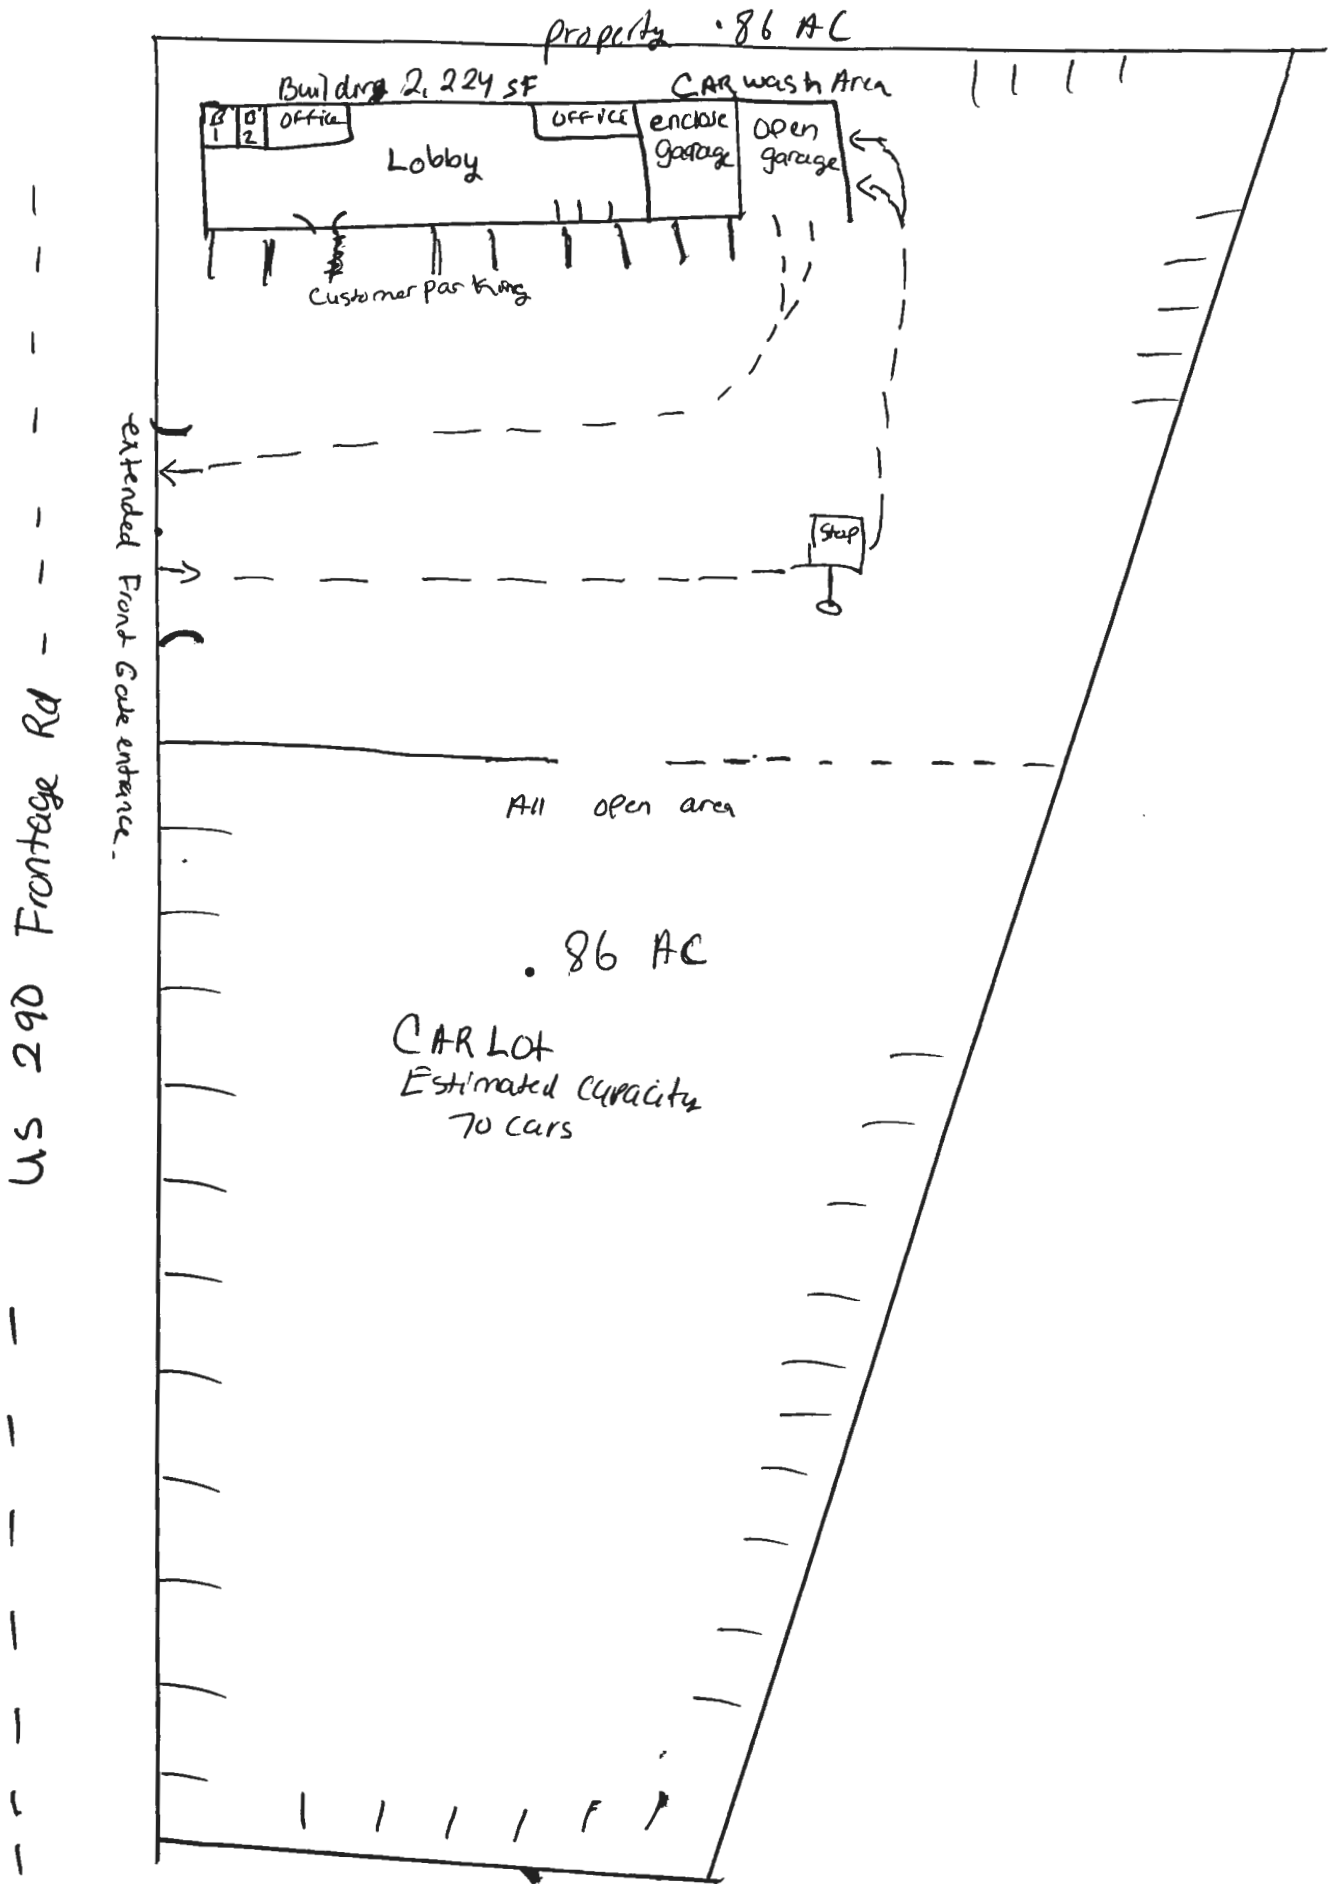 property .86 AC
Building 2,224 SF
CAR wash Area
B 1
B 2
OFFice
OFFICE
enclose garage
open garage
Lobby
Customer parking
extended Front Gate entrance.
Stop
US 290 Frontage Rd
All open area
.86 AC
CAR LOt
Estimated Capacity
70 cars